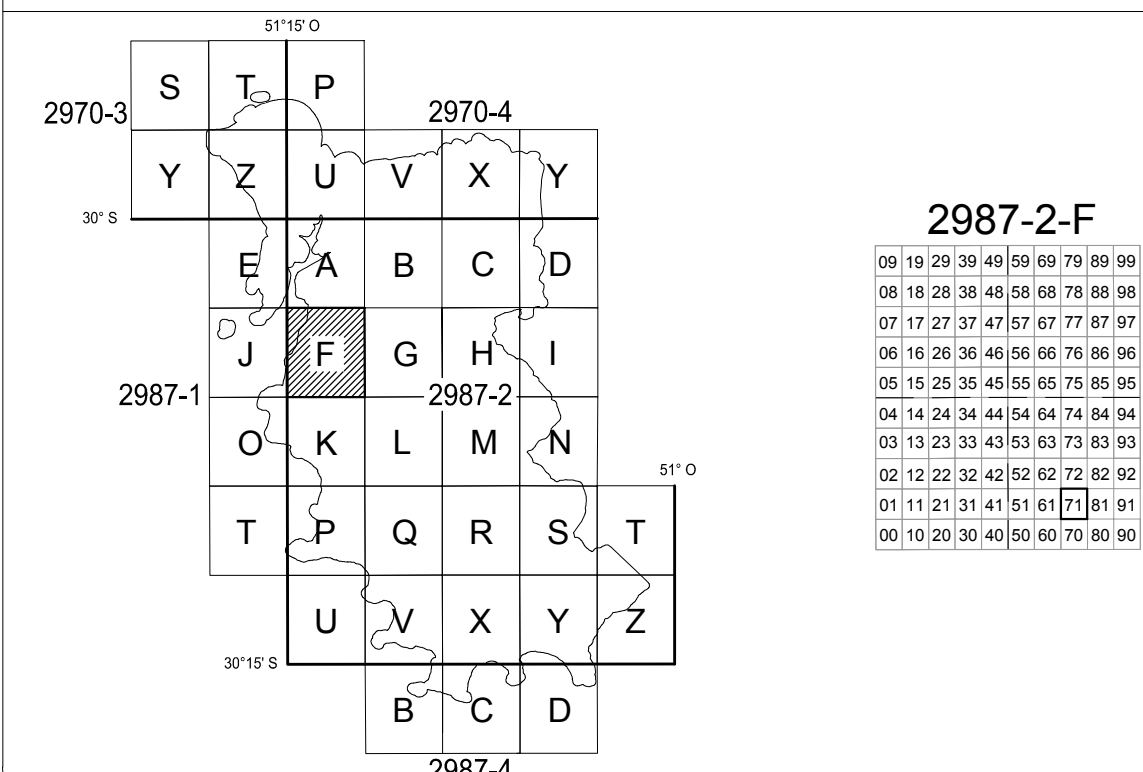 51°15' O
S T P
2970-3 2970-4
Y Z U V X Y
30° S
E A B C D
J F G H I
2987-1 2987-2
O K L M N
51° O
T P Q R S T
U V X Y Z
30°15' S
B C D
2987-4
2987-2-F
09 19 29 39 49 59 69 79 89 99
08 18 28 38 48 58 68 78 88 98
07 17 27 37 47 57 67 77 87 97
06 16 26 36 46 56 66 76 86 96
05 15 25 35 45 55 65 75 85 95
04 14 24 34 44 54 64 74 84 94
03 13 23 33 43 53 63 73 83 93
02 12 22 32 42 52 62 72 82 92
01 11 21 31 41 51 61 71 81 91
00 10 20 30 40 50 60 70 80 90